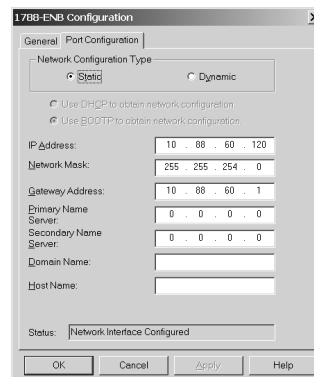 1788-ENB Configuration
General Port Configuration
Network Configuration Type
Static Dynamic
Use DHCP to obtain network configuration.
Use BOOTP to obtain network configuration.
IP Address: 10 . 88 . 60 . 120
Network Mask: 255 . 255 . 254 . 0
Gateway Address: 10 . 88 . 60 . 1
Primary Name
Server: 0 . 0 . 0 . 0
Secondary Name
Server: 0 . 0 . 0 . 0
Domain Name:
Host Name:
Status: Network Interface Configured
OK Cancel Apply Help